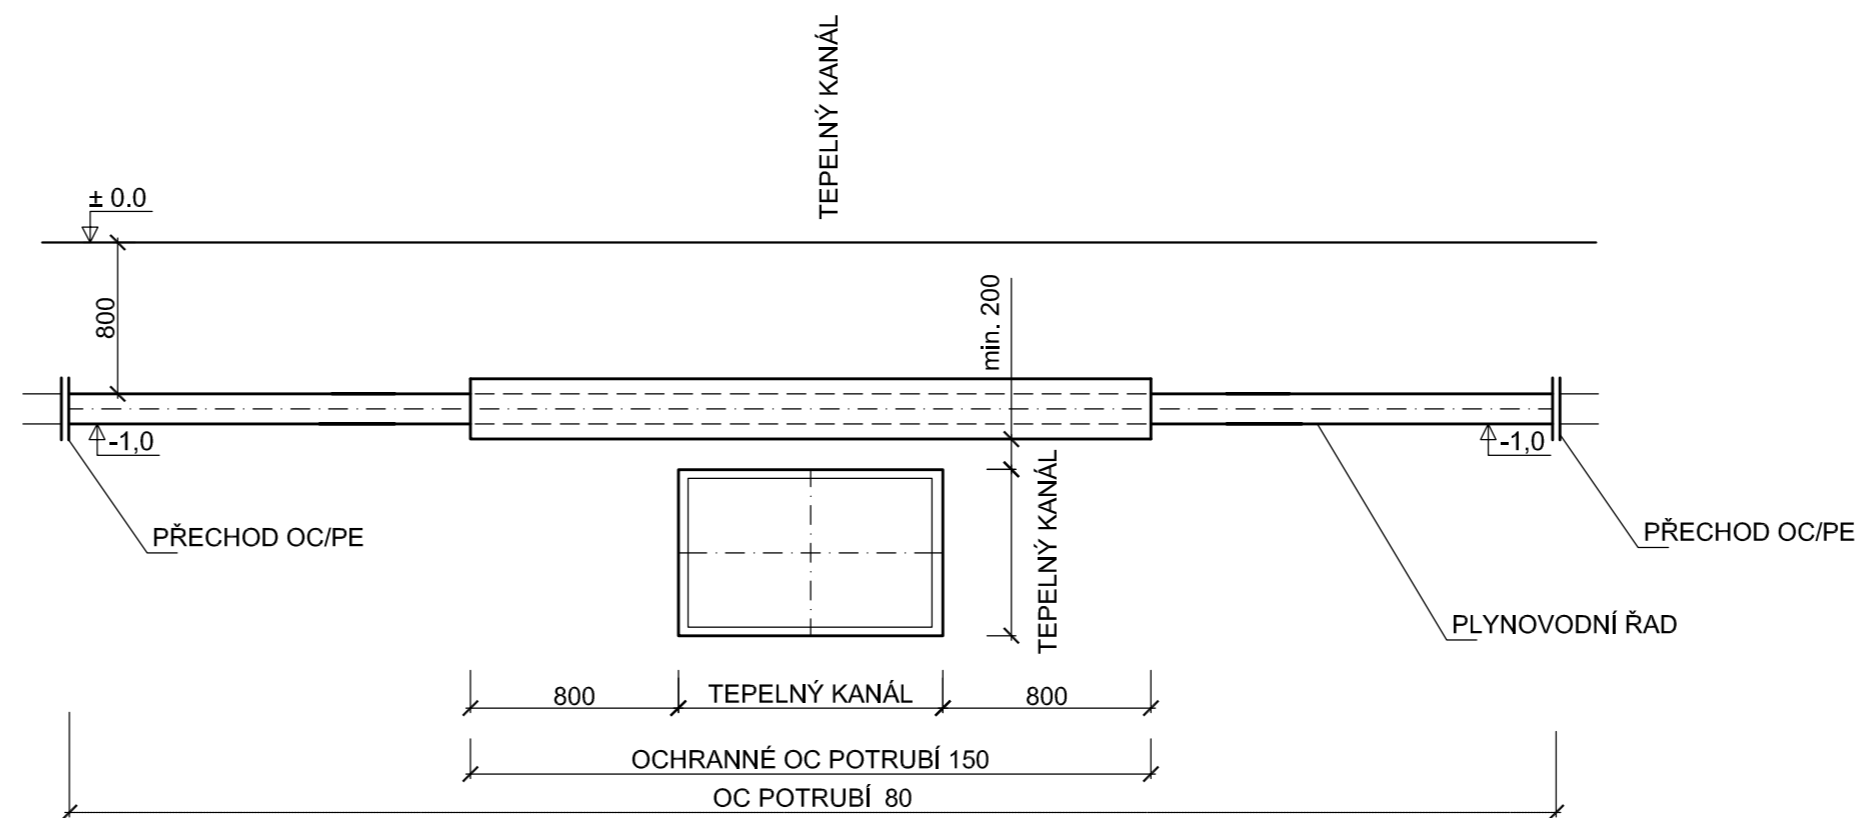 TEPELNÝ KANÁL
± 0.0
800
min. 200
-1,0
-1,0
TEPELNÝ KANÁL
PŘECHOD OC/PE
PŘECHOD OC/PE
PLYNOVODNÍ ŘAD
800
TEPELNÝ KANÁL
800
OCHRANNÉ OC POTRUBÍ 150
OC POTRUBÍ 80